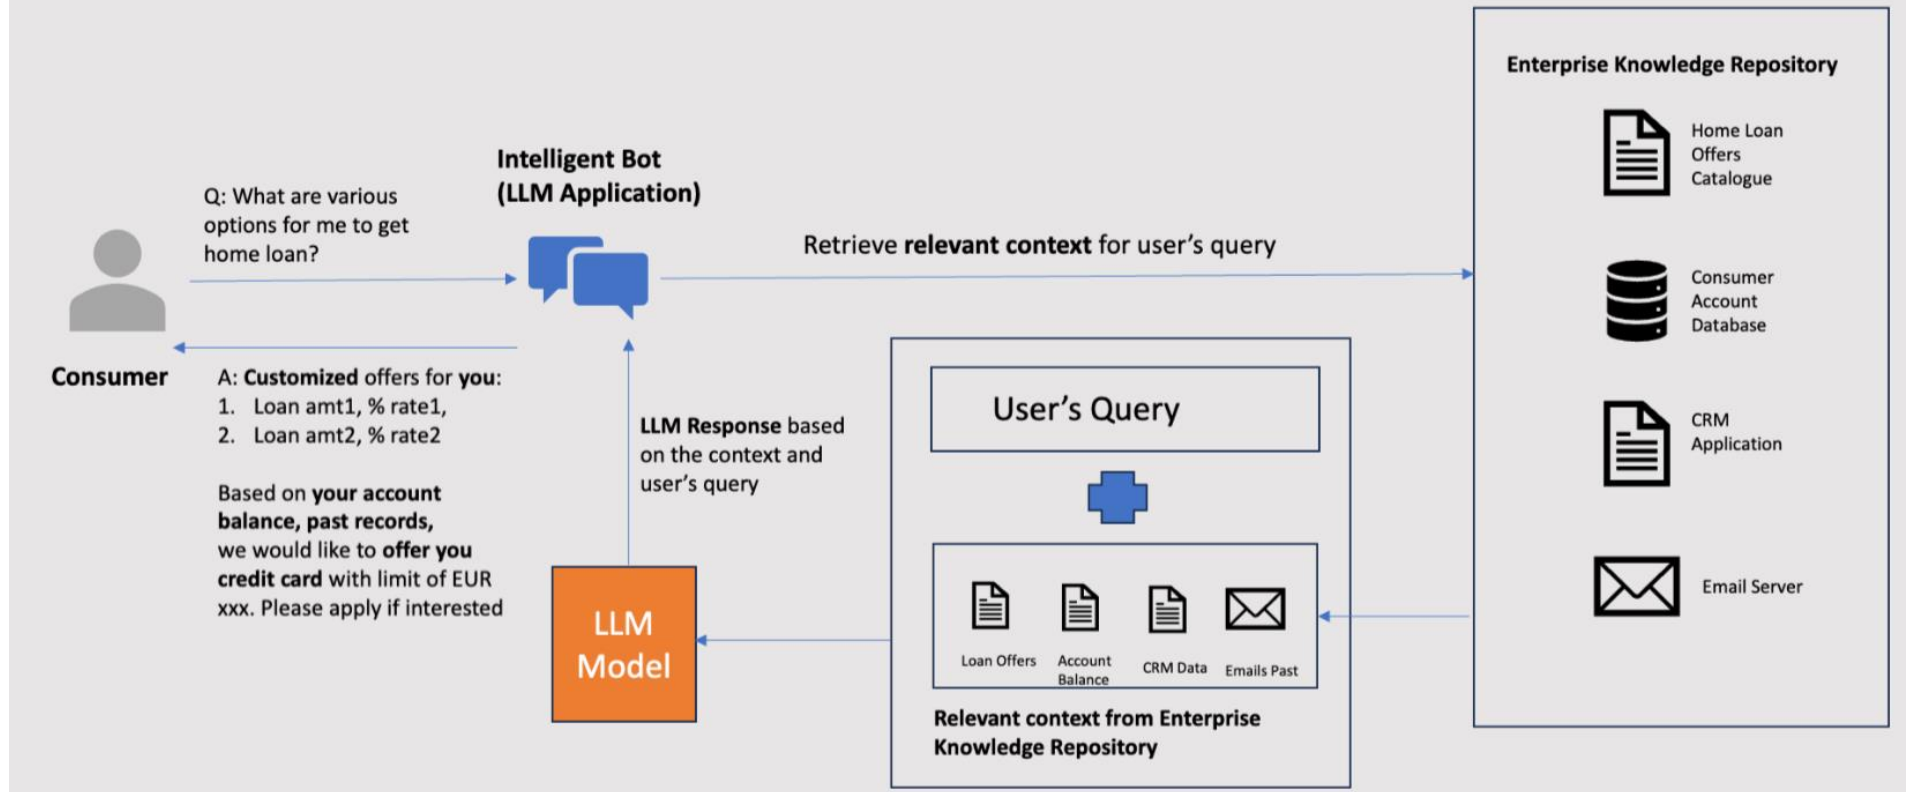 Enterprise Knowledge Repository
Home Loan
Offers
Catalogue
Consumer
Account
Database
CRM
Application
Email Server
Intelligent Bot
(LLM Application)
Q: What are various
options for me to get
home loan?
Retrieve relevant context for user's query
Consumer
A: Customized offers for you:
1. Loan amt1, % rate1,
2. Loan amt2, % rate2
Based on your account
balance, past records,
we would like to offer you
credit card with limit of EUR
xxx. Please apply if interested
LLM Response based
on the context and
user's query
LLM
Model
User's Query
Loan Offers
Account
Balance
CRM Data
Emails Past
Relevant context from Enterprise
Knowledge Repository